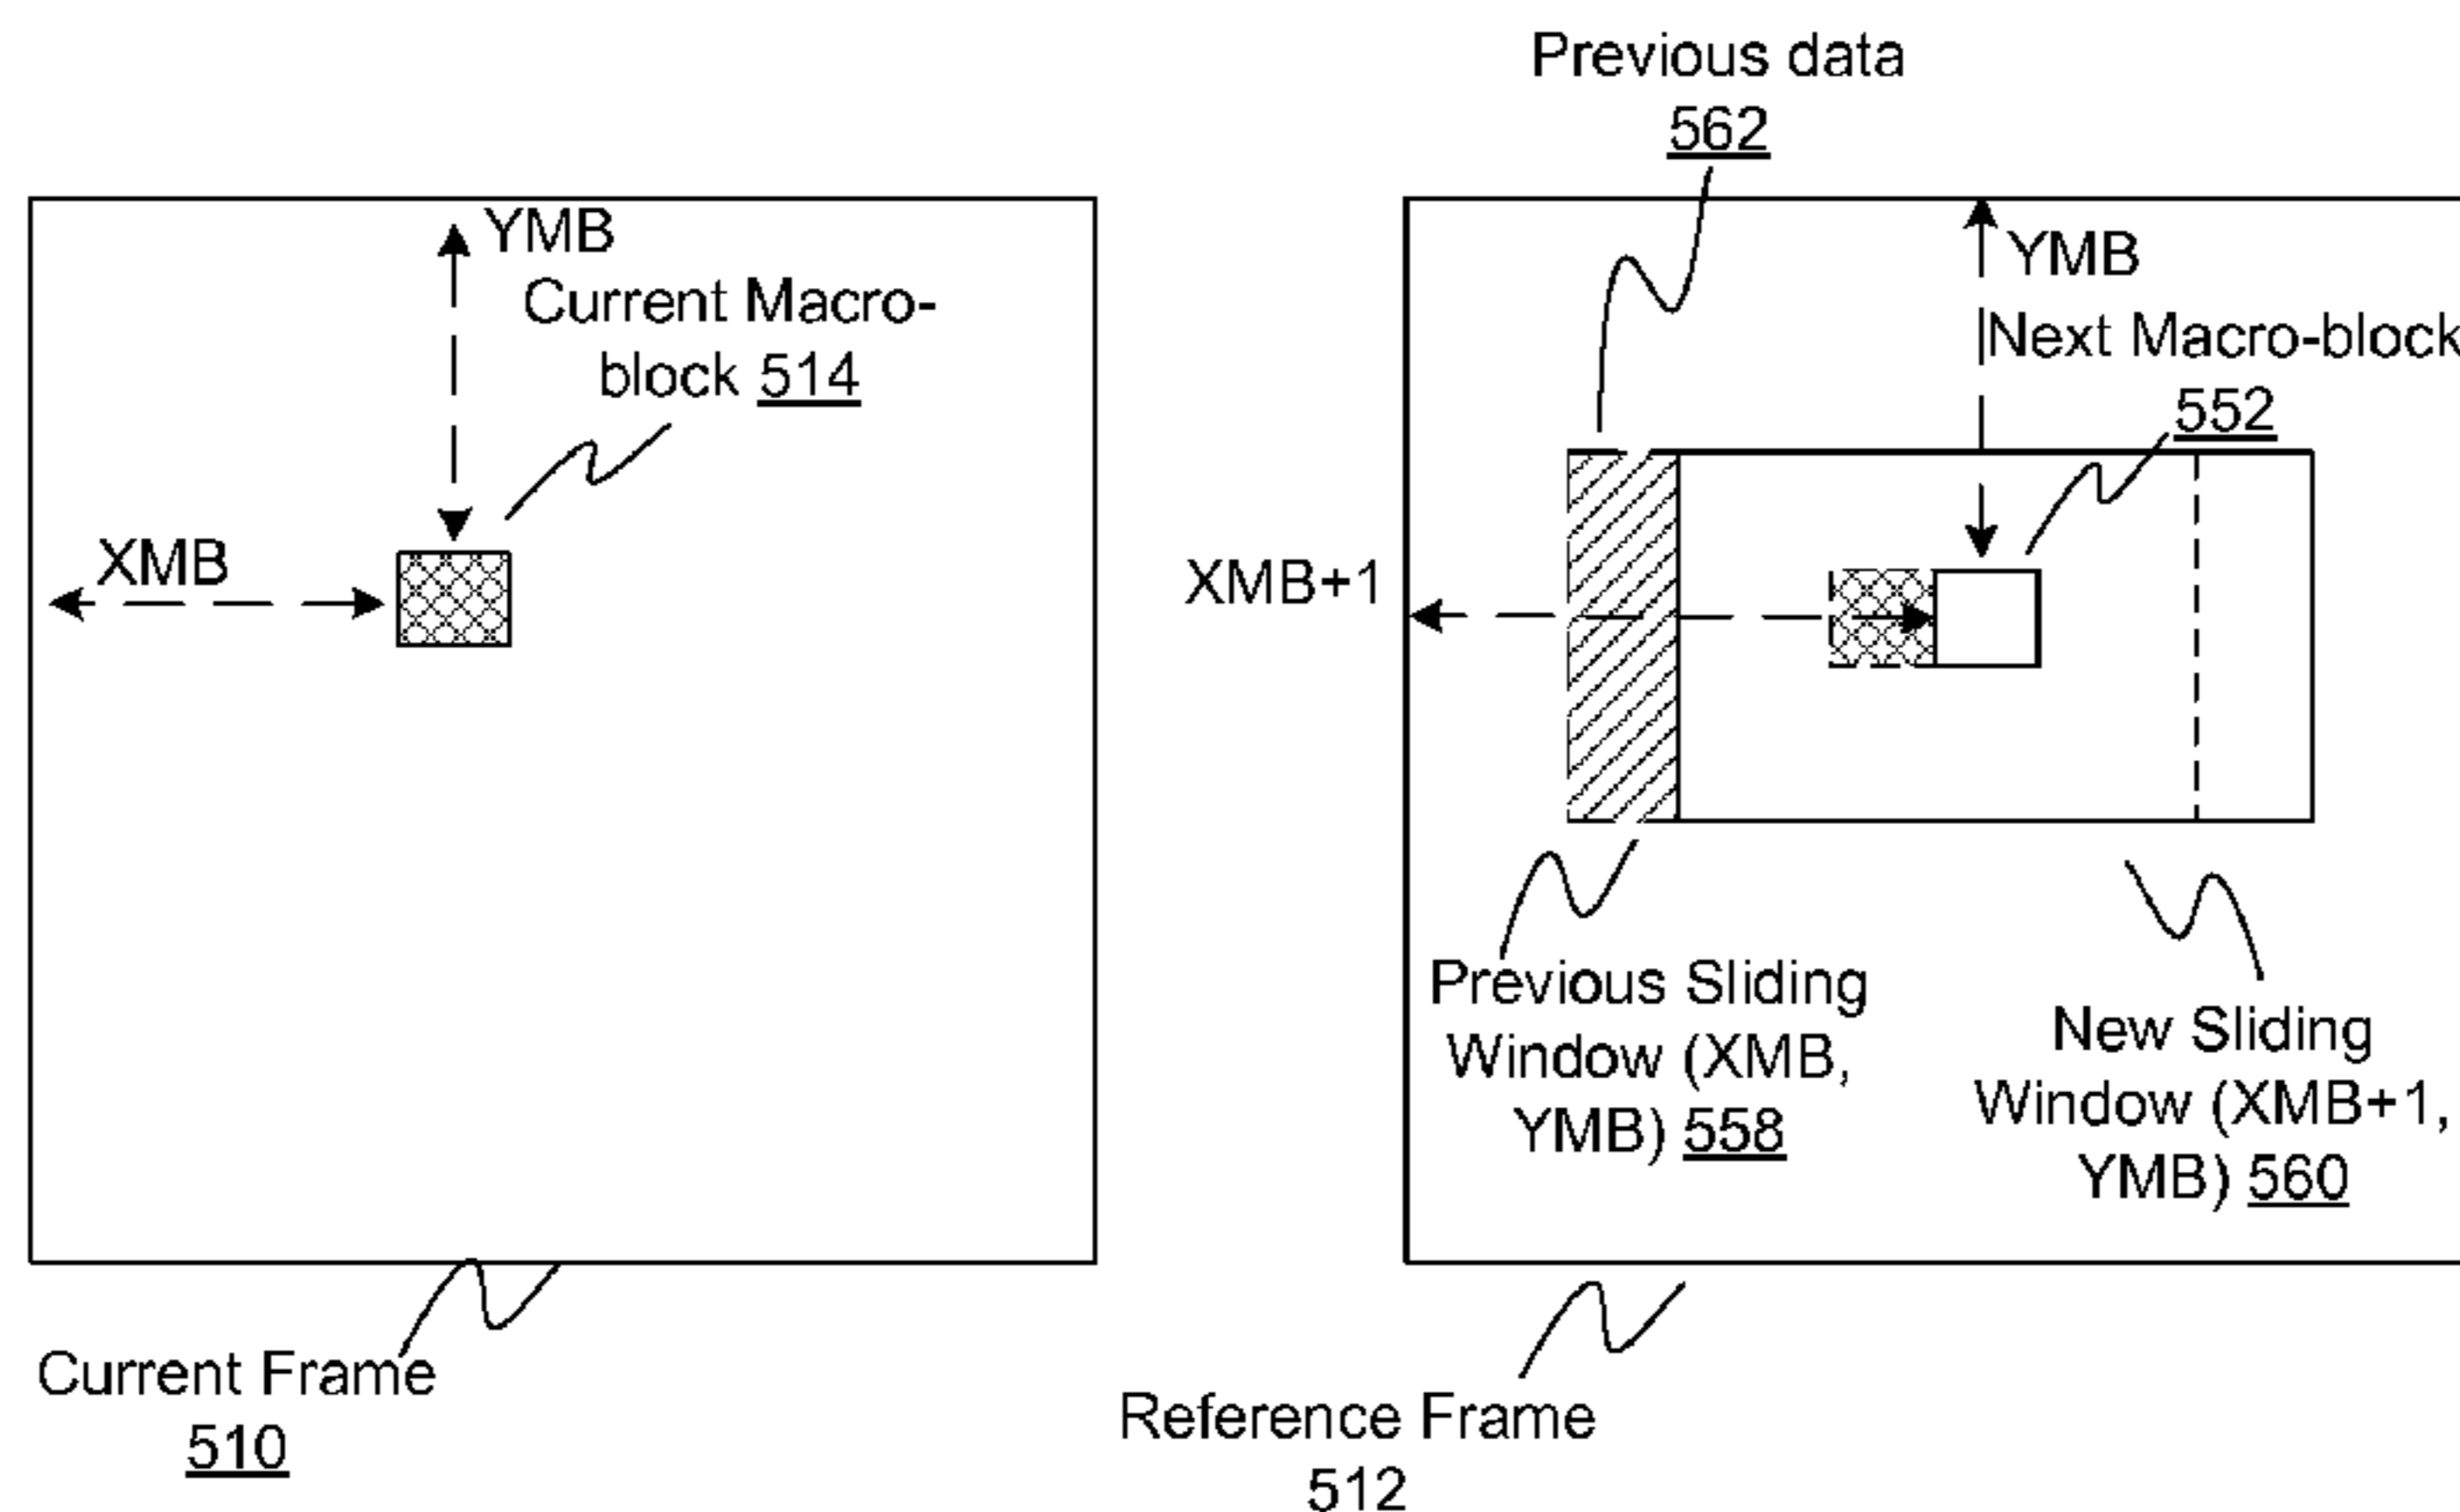 Previous data
562
YMB
Current Macro-
block 514
XMB
YMB
Next Macro-block
552
XMB+1
Previous Sliding
Window (XMB,
YMB) 558
New Sliding
Window (XMB+1,
YMB) 560
Current Frame
510
Reference Frame
512